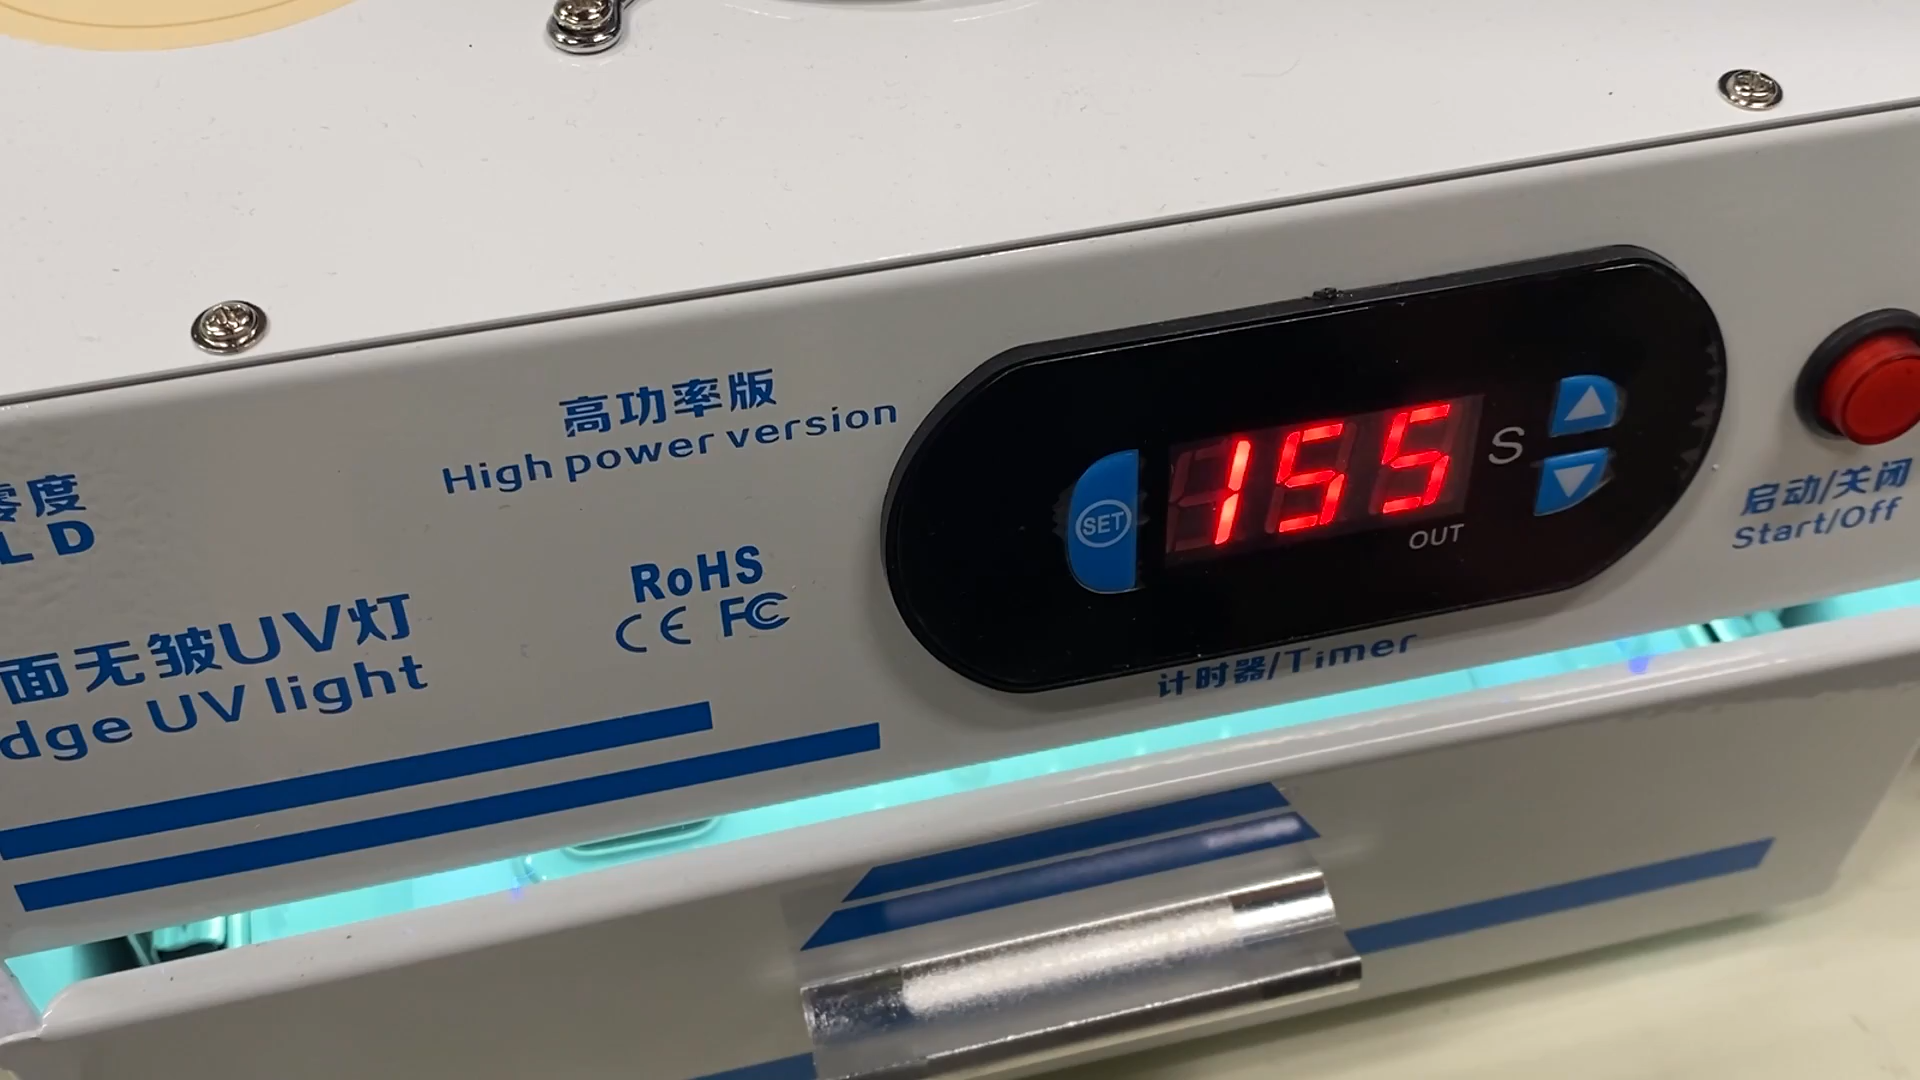 高功率版
High power version
零度
LD
RoHS
CE FC
面无皱UV灯
dge UV light
SET
155
S
OUT
计时器/Timer
启动/关闭
Start/Off